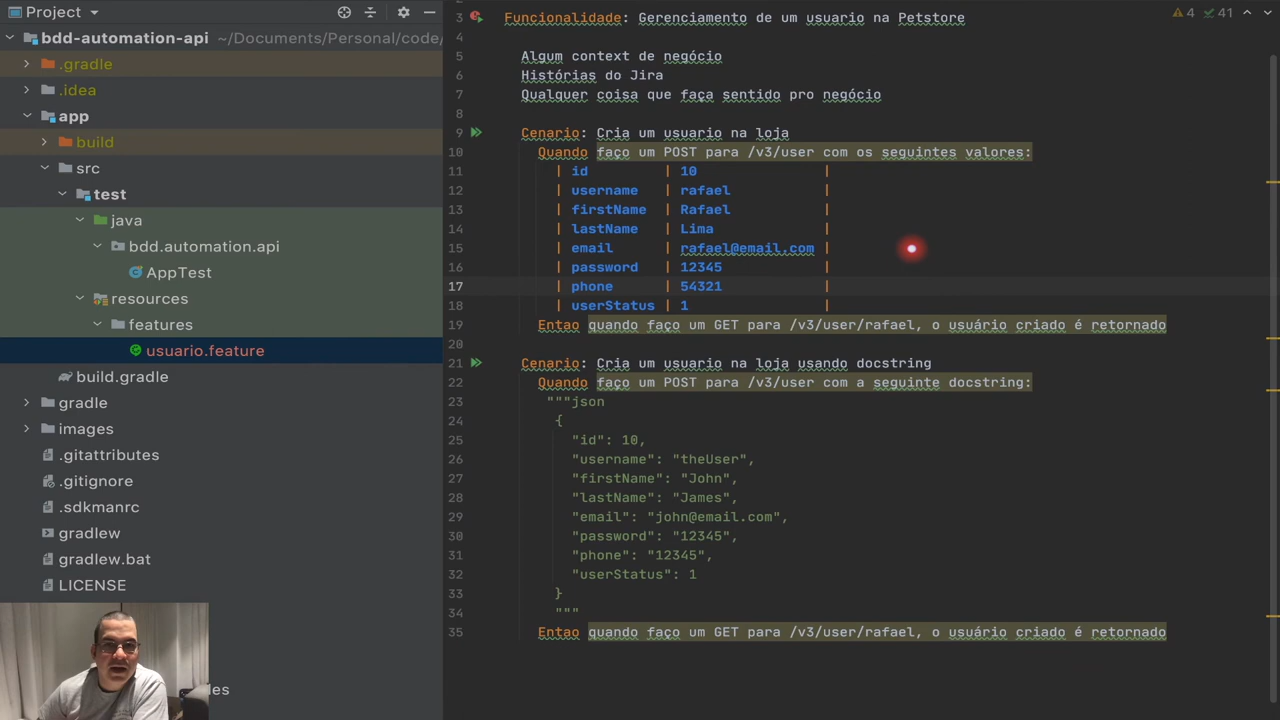 Project
bdd-automation-api ~/Documents/Personal/code/
.gradle
.idea
app
build
src
test
java
bdd.automation.api
AppTest
resources
features
usuario.feature
build.gradle
gradle
images
.gitattributes
.gitignore
.sdkmanrc
gradlew
gradlew.bat
LICENSE
es
4 41
3 Funcionalidade: Gerenciamento de um usuario na Petstore
4
5 Algum context de negócio
6 Histórias do Jira
7 Qualquer coisa que faça sentido pro negócio
8
9 Cenario: Cria um usuario na loja
10 Quando faço um POST para /v3/user com os seguintes valores:
11 | id | 10 |
12 | username | rafael |
13 | firstName | Rafael |
14 | lastName | Lima |
15 | email | rafael@email.com |
16 | password | 12345 |
17 | phone | 54321 |
18 | userStatus | 1 |
19 Entao quando faço um GET para /v3/user/rafael, o usuário criado é retornado
20
21 Cenario: Cria um usuario na loja usando docstring
22 Quando faço um POST para /v3/user com a seguinte docstring:
23 """json
24 {
25 "id": 10,
26 "username": "theUser",
27 "firstName": "John",
28 "lastName": "James",
29 "email": "john@email.com",
30 "password": "12345",
31 "phone": "12345",
32 "userStatus": 1
33 }
34 """
35 Entao quando faço um GET para /v3/user/rafael, o usuário criado é retornado